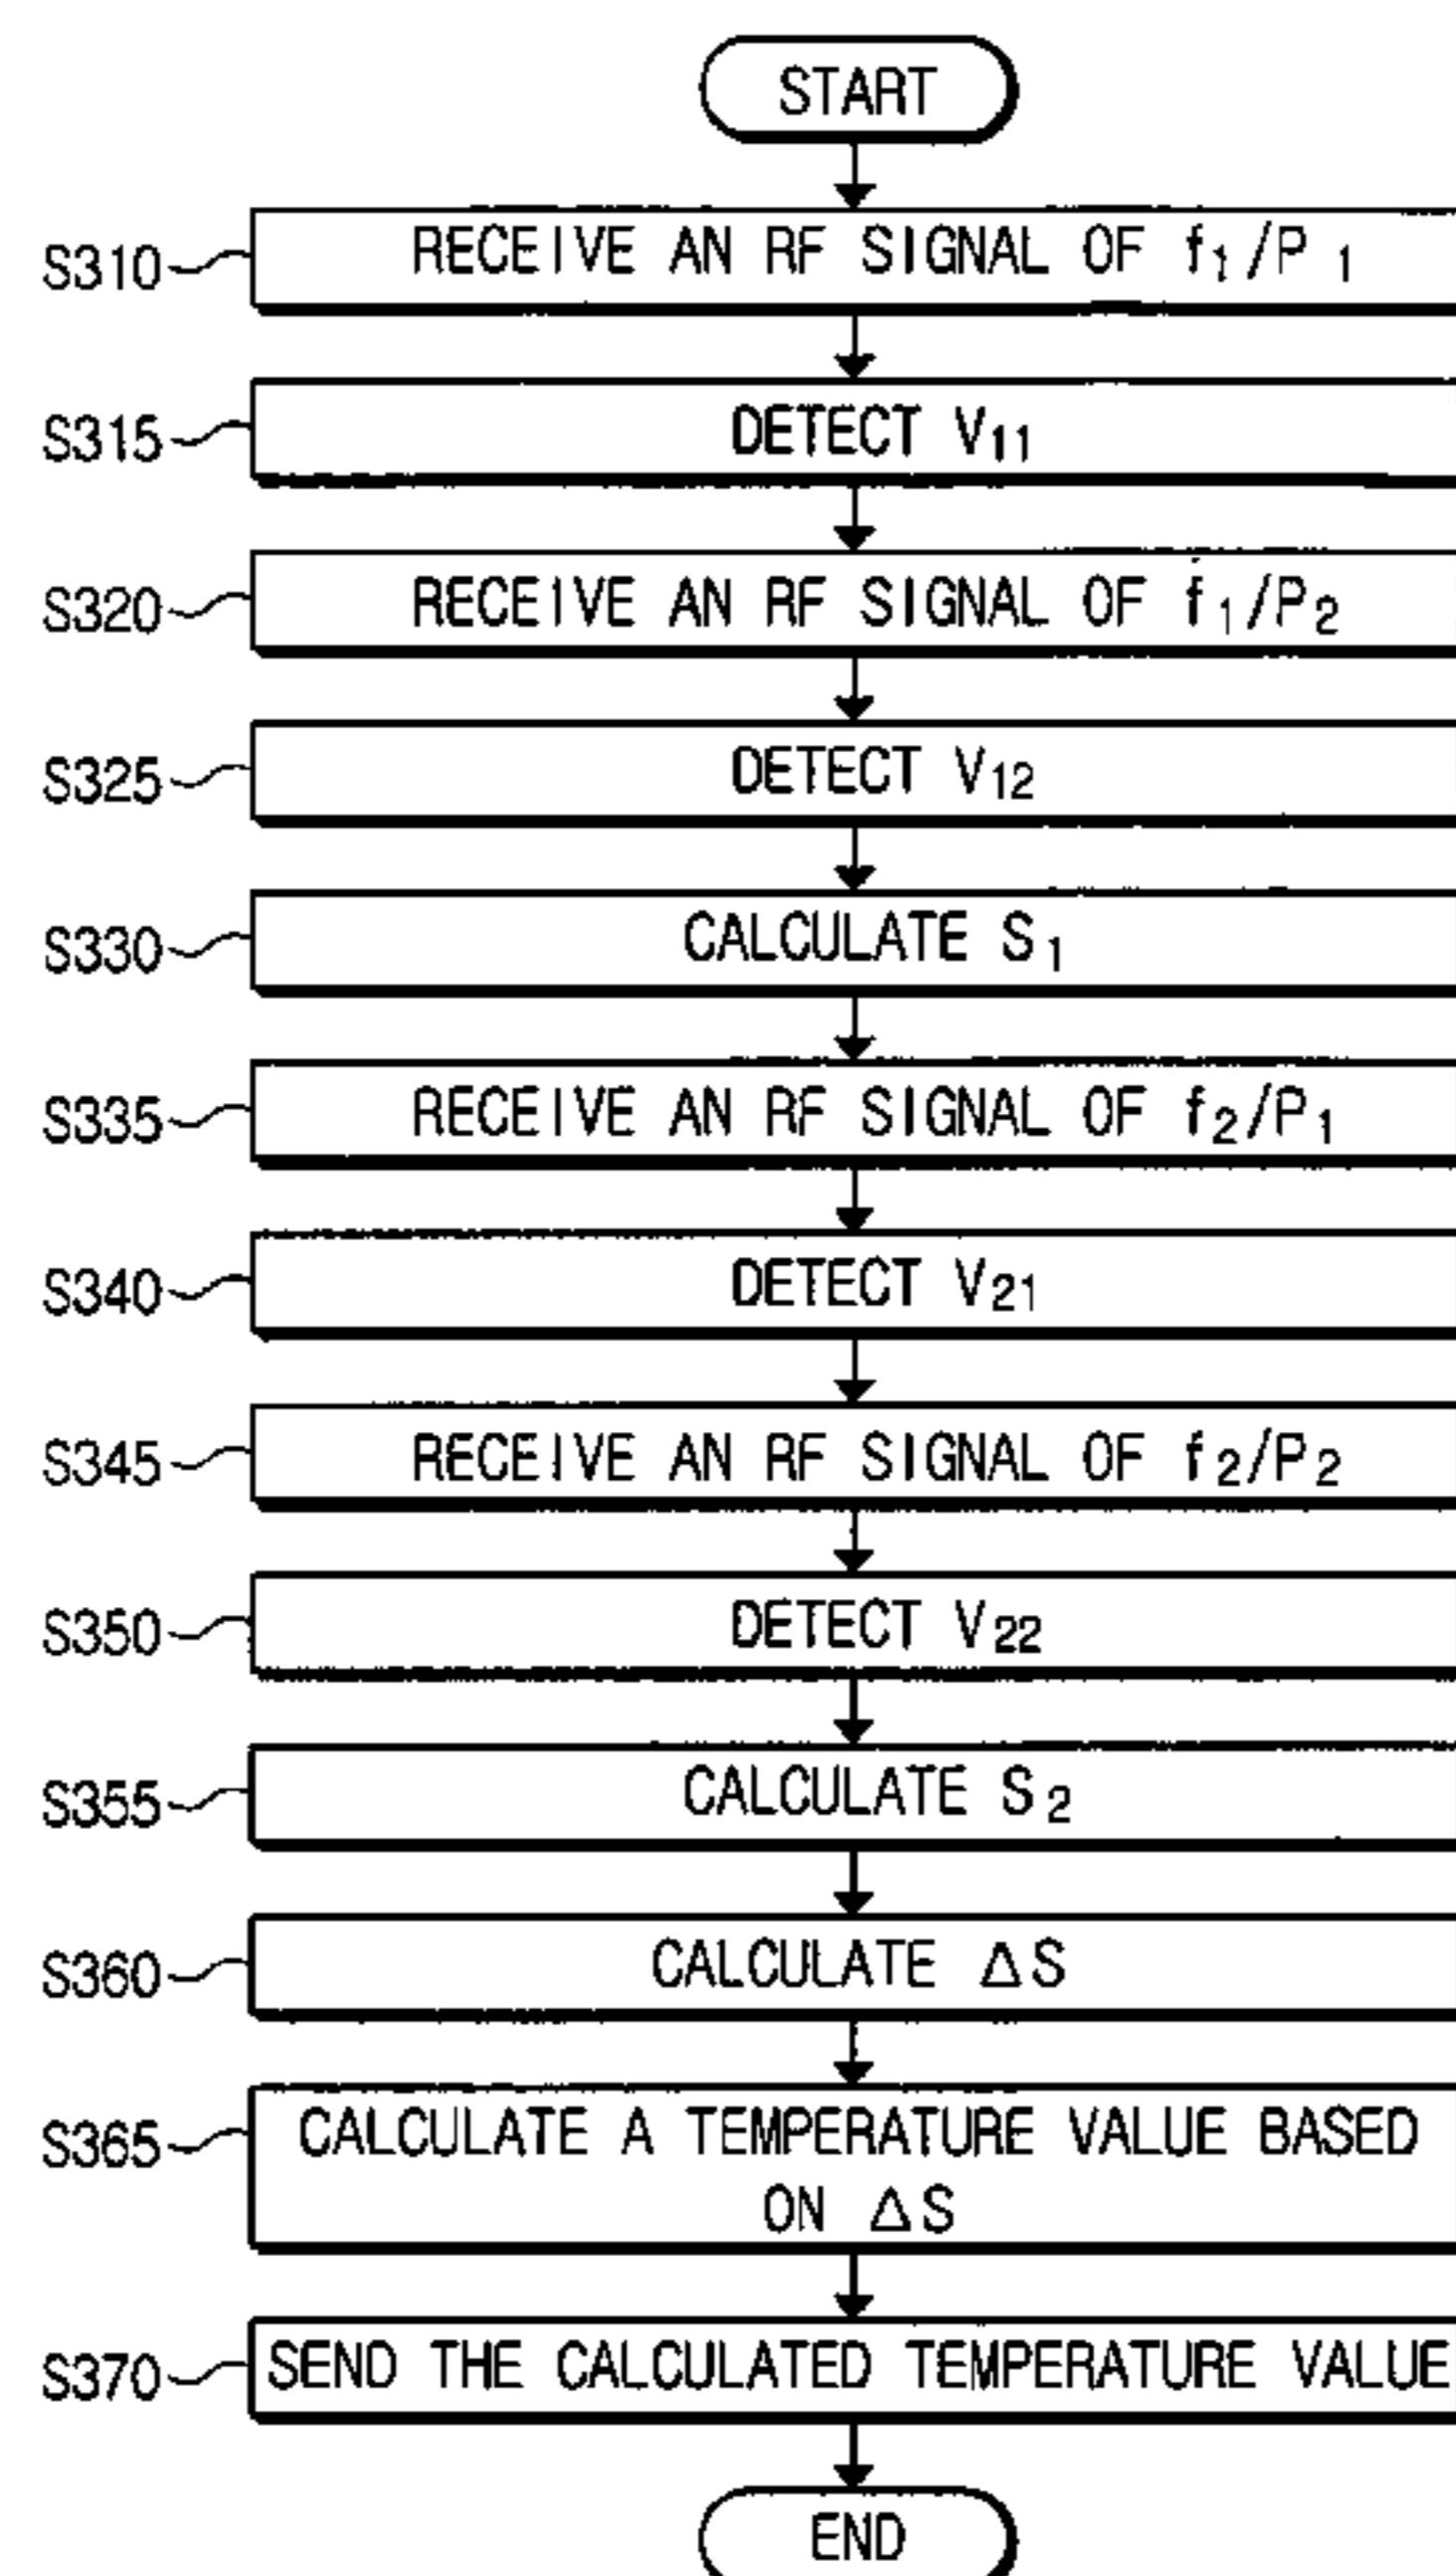 START
S310 RECEIVE AN RF SIGNAL OF f₁/P₁
S315 DETECT V₁₁
S320 RECEIVE AN RF SIGNAL OF f₁/P₂
S325 DETECT V₁₂
S330 CALCULATE S₁
S335 RECEIVE AN RF SIGNAL OF f₂/P₁
S340 DETECT V₂₁
S345 RECEIVE AN RF SIGNAL OF f₂/P₂
S350 DETECT V₂₂
S355 CALCULATE S₂
S360 CALCULATE ΔS
S365 CALCULATE A TEMPERATURE VALUE BASED
ON ΔS
S370 SEND THE CALCULATED TEMPERATURE VALUE
END